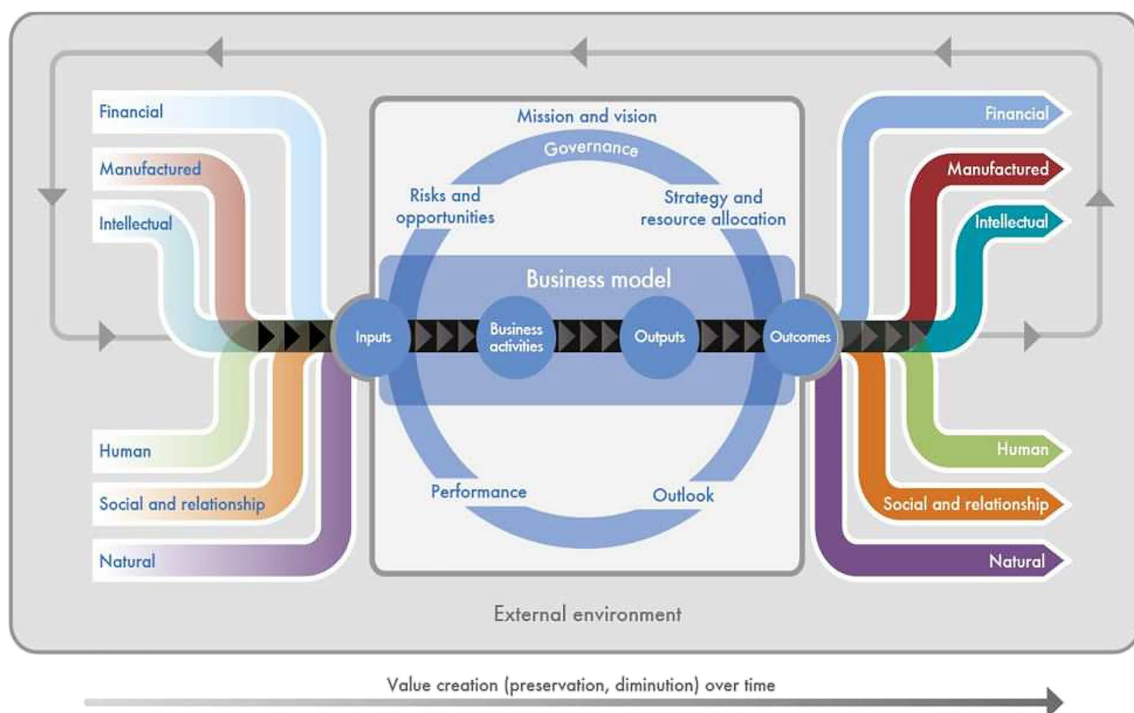 Financial
Manufactured
Intellectual
Human
Social and relationship
Natural
Mission and vision
Governance
Risks and
opportunities
Strategy and
resource allocation
Business model
Inputs
Business
activities
Outputs
Outcomes
Performance
Outlook
Financial
Manufactured
Intellectual
Human
Social and relationship
Natural
External environment
Value creation (preservation, diminution) over time